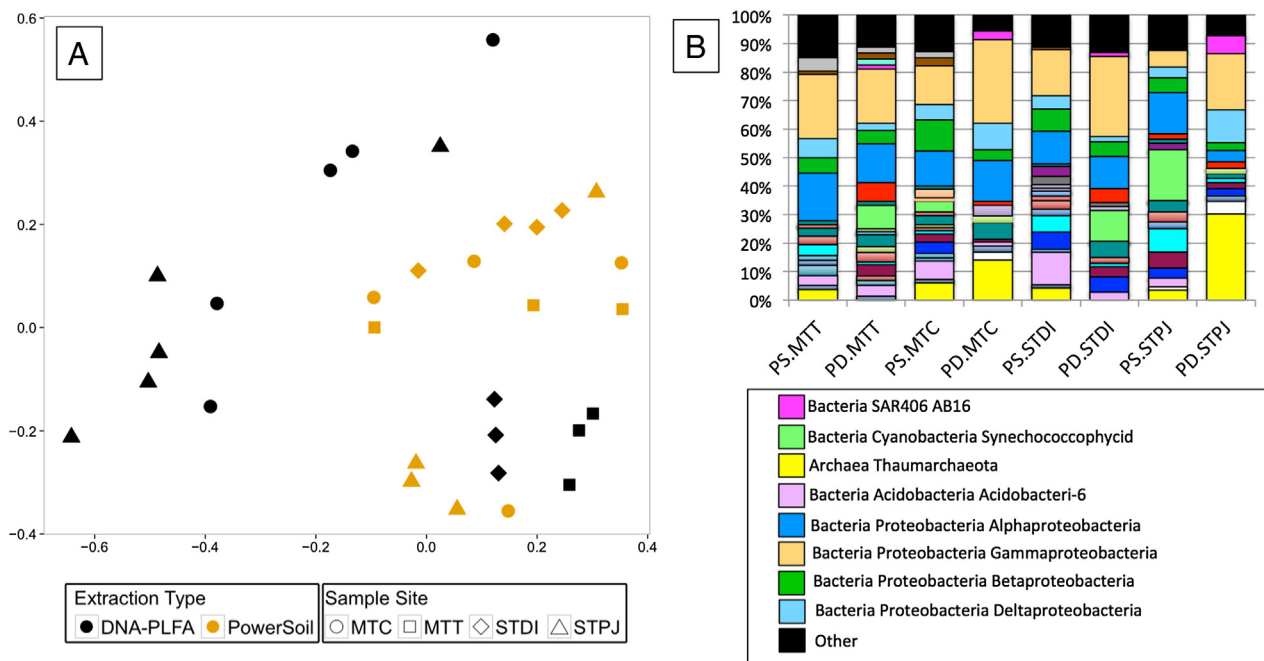 A
0.6
0.4
0.2
0.0
−0.2
−0.4
−0.6
−0.4
−0.2
0.0
0.2
0.4
Extraction Type
DNA-PLFA
PowerSoil
Sample Site
MTC
MTT
STDI
STPJ
B
100%
90%
80%
70%
60%
50%
40%
30%
20%
10%
0%
PS.MTT
PD.MTT
PS.MTC
PD.MTC
PS.STDI
PD.STDI
PS.STPJ
PD.STPJ
Bacteria SAR406 AB16
Bacteria Cyanobacteria Synechococcophycid
Archaea Thaumarchaeota
Bacteria Acidobacteria Acidobacteri-6
Bacteria Proteobacteria Alphaproteobacteria
Bacteria Proteobacteria Gammaproteobacteria
Bacteria Proteobacteria Betaproteobacteria
Bacteria Proteobacteria Deltaproteobacteria
Other